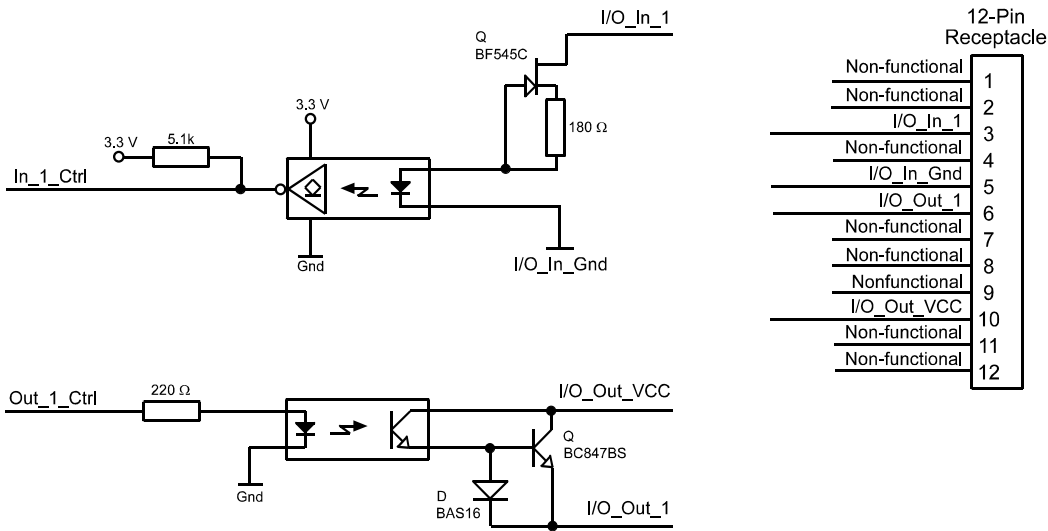 I/O_In_1
Q
BF545C
3.3 V
180 Ω
3.3 V
5.1k
In_1_Ctrl
Gnd
I/O_In_Gnd
Out_1_Ctrl
220 Ω
I/O_Out_VCC
Q
BC847BS
Gnd
D
BAS16
I/O_Out_1
12-Pin
Receptacle
Non-functional 1
Non-functional 2
I/O_In_1 3
Non-functional 4
I/O_In_Gnd 5
I/O_Out_1 6
Non-functional 7
Non-functional 8
Nonfunctional 9
I/O_Out_VCC 10
Non-functional 11
Non-functional 12